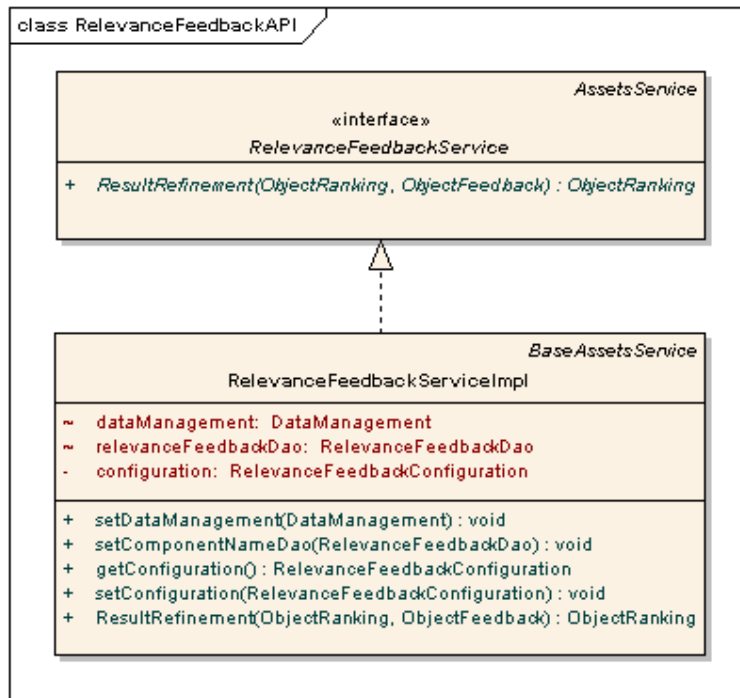 class RelevanceFeedbackAPI
AssetsService
«interface»
RelevanceFeedbackService
+ ResultRefinement(ObjectRanking, ObjectFeedback) : ObjectRanking
BaseAssetsService
RelevanceFeedbackServiceImpl
~ dataManagement: DataManagement
~ relevanceFeedbackDao: RelevanceFeedbackDao
- configuration: RelevanceFeedbackConfiguration
+ setDataManagement(DataManagement) : void
+ setComponentNameDao(RelevanceFeedbackDao) : void
+ getConfiguration() : RelevanceFeedbackConfiguration
+ setConfiguration(RelevanceFeedbackConfiguration) : void
+ ResultRefinement(ObjectRanking, ObjectFeedback) : ObjectRanking